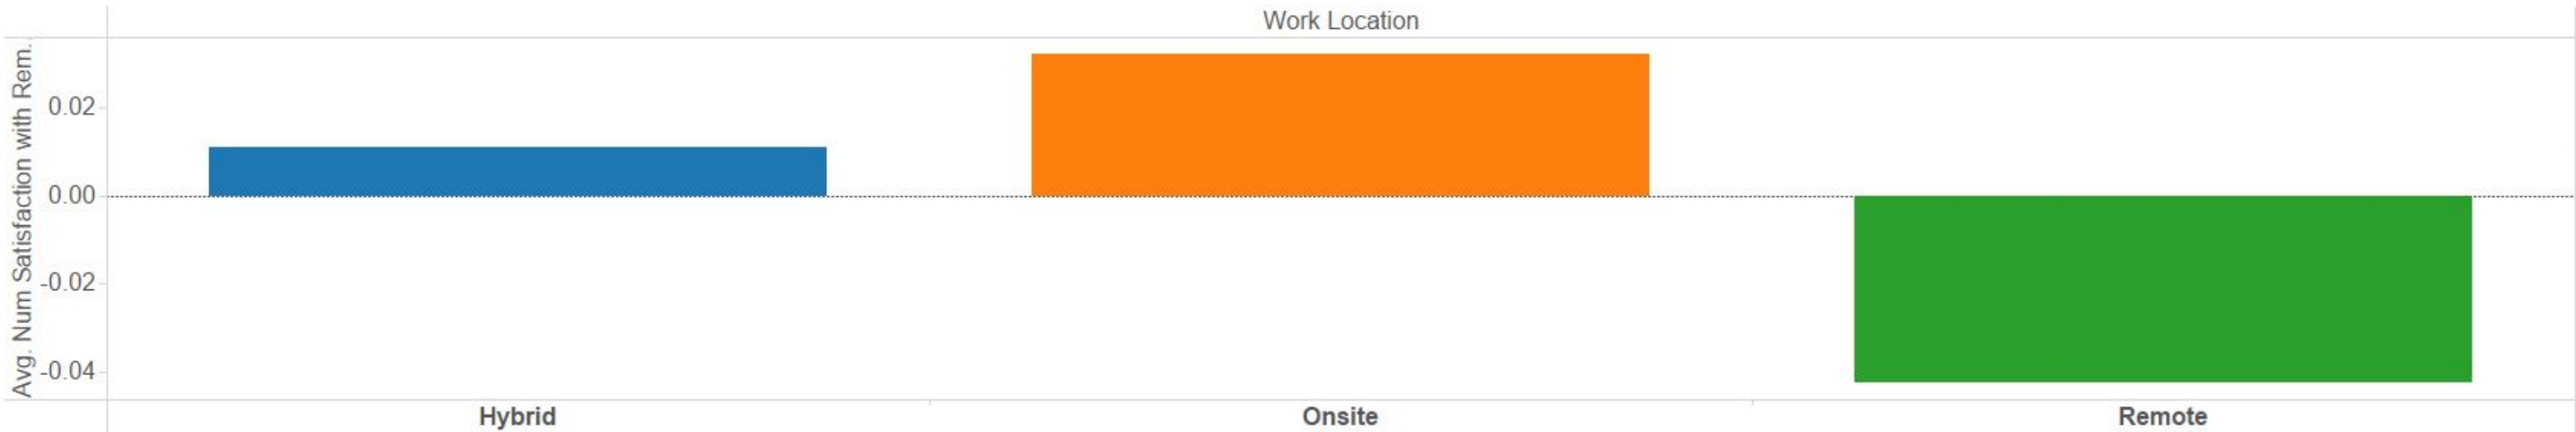 Work Location
Avg. Num Satisfaction with Rem..
0.02
0.00
-0.02
-0.04
Hybrid
Onsite
Remote